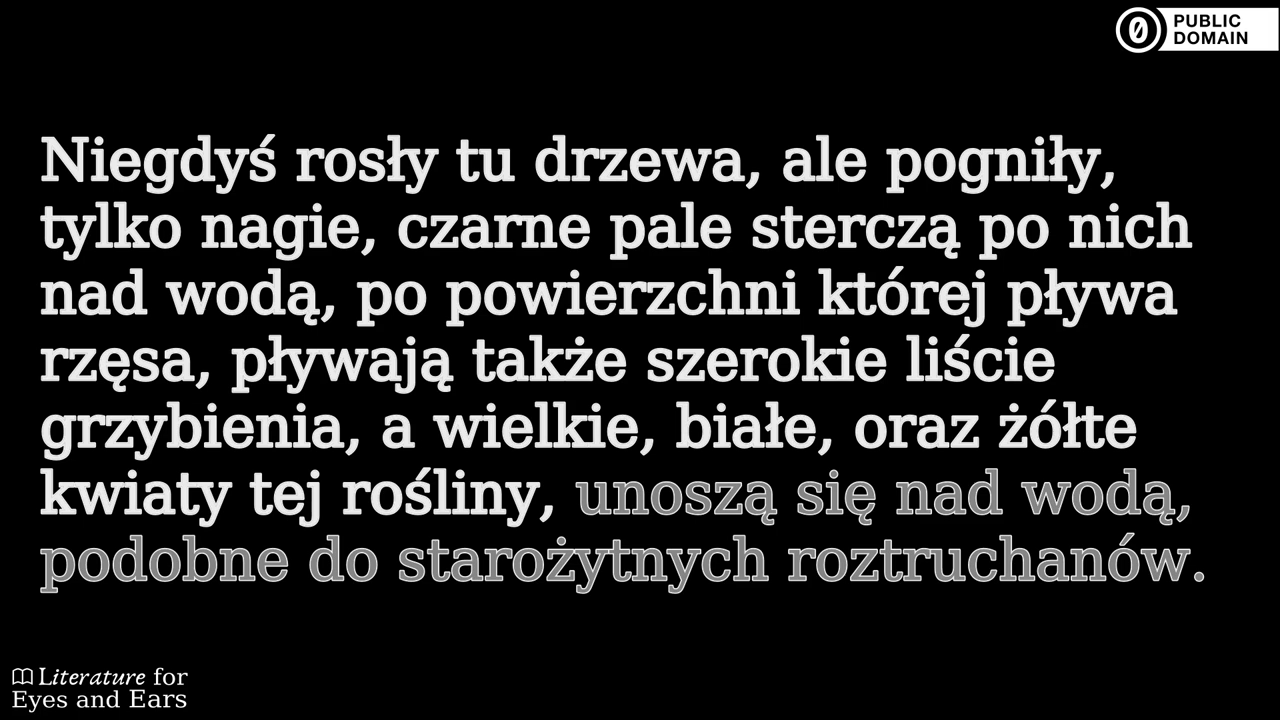 PUBLIC
DOMAIN
Niegdyś rosły tu drzewa, ale pogniły,
tylko nagie, czarne pale sterczą po nich
nad wodą, po powierzchni której pływa
rzęsa, pływają także szerokie liście
grzybienia, a wielkie, białe, oraz żółte
kwiaty tej rośliny, unoszą się nad wodą,
podobne do starożytnych roztruchanów.
Literature for
Eyes and Ears